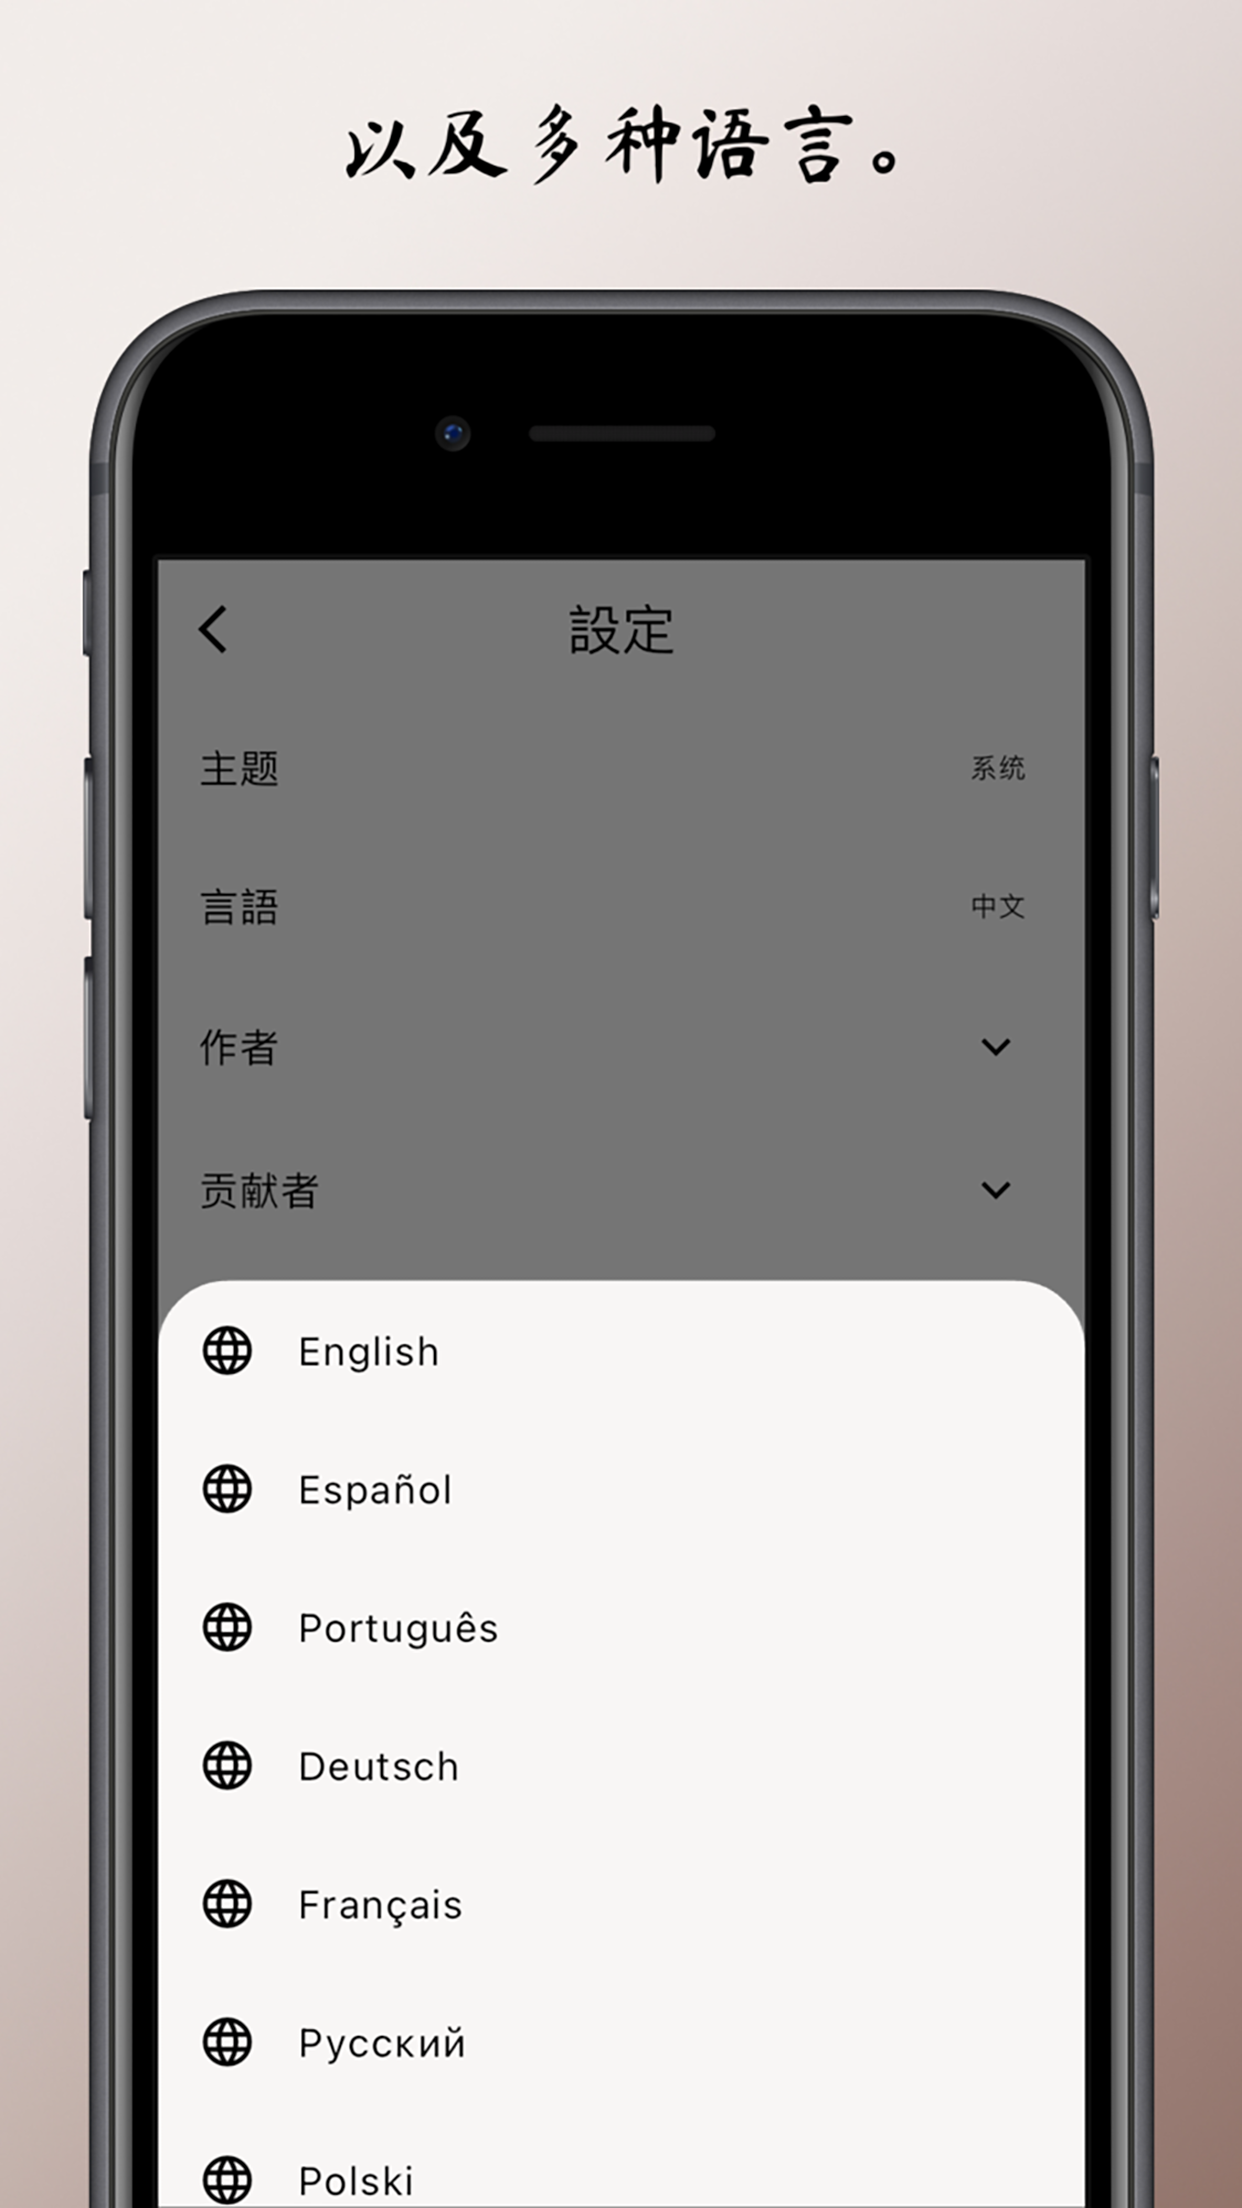 以及多种语言。
設定
主题 系统
言語 中文
作者
贡献者
English
Español
Português
Deutsch
Français
Русский
Polski